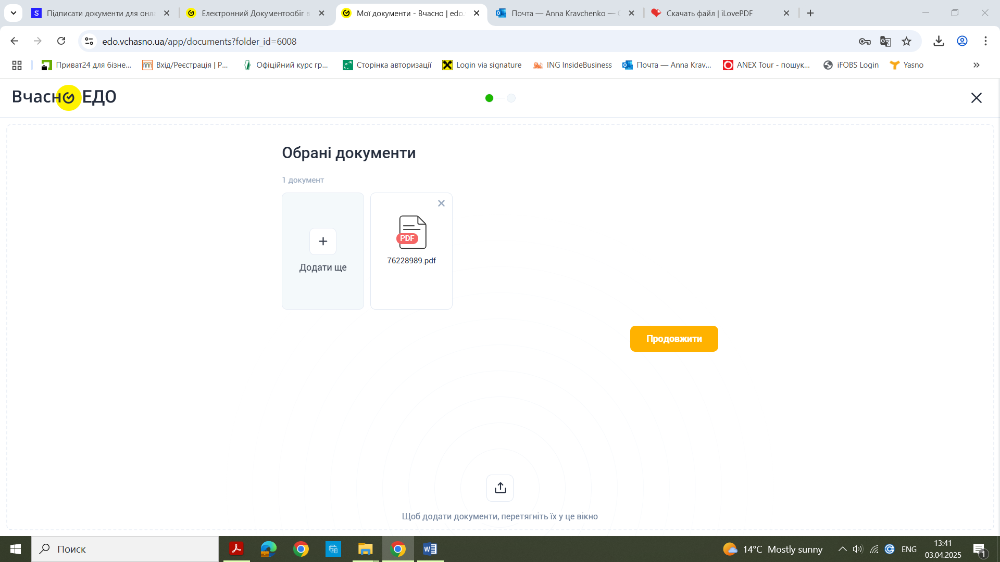 Підписати документи для онла
Електронний Документообіг в
Мої документи - Вчасно | edo.
Почта — Anna Kravchenko — 
Скачать файл | iLovePDF
edo.vchasno.ua/app/documents?folder_id=6008
Приват24 для бізне...
Вхід/Реєстрація | Р...
Офіційний курс гр...
Сторінка авторизації
Login via signature
ING InsideBusiness
Почта — Anna Krav...
ANEX Tour - пошук...
iFOBS Login
Yasno
Вчасно ЕДО
Обрані документи
1 документ
Додати ще
PDF
76228989.pdf
Продовжити
Щоб додати документи, перетягніть їх у це вікно
Поиск
14°C Mostly sunny
ENG
13:41
03.04.2025
1